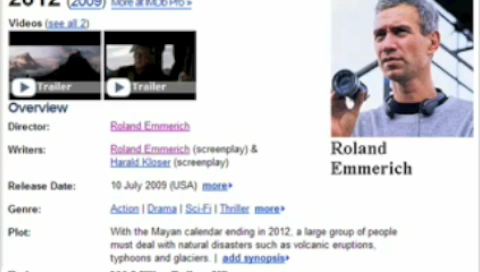 2012 (2009) More at IMDb Pro »
Videos (see all 2)
Trailer Trailer
Overview
Director: Roland Emmerich
Writers: Roland Emmerich (screenplay) &
Harald Kloser (screenplay)
Release Date: 10 July 2009 (USA) more
Genre: Action | Drama | Sci-Fi | Thriller more
Plot: With the Mayan calendar ending in 2012, a large group of people
must deal with natural disasters such as volcanic eruptions,
typhoons and glaciers. | add synopsis
Roland
Emmerich